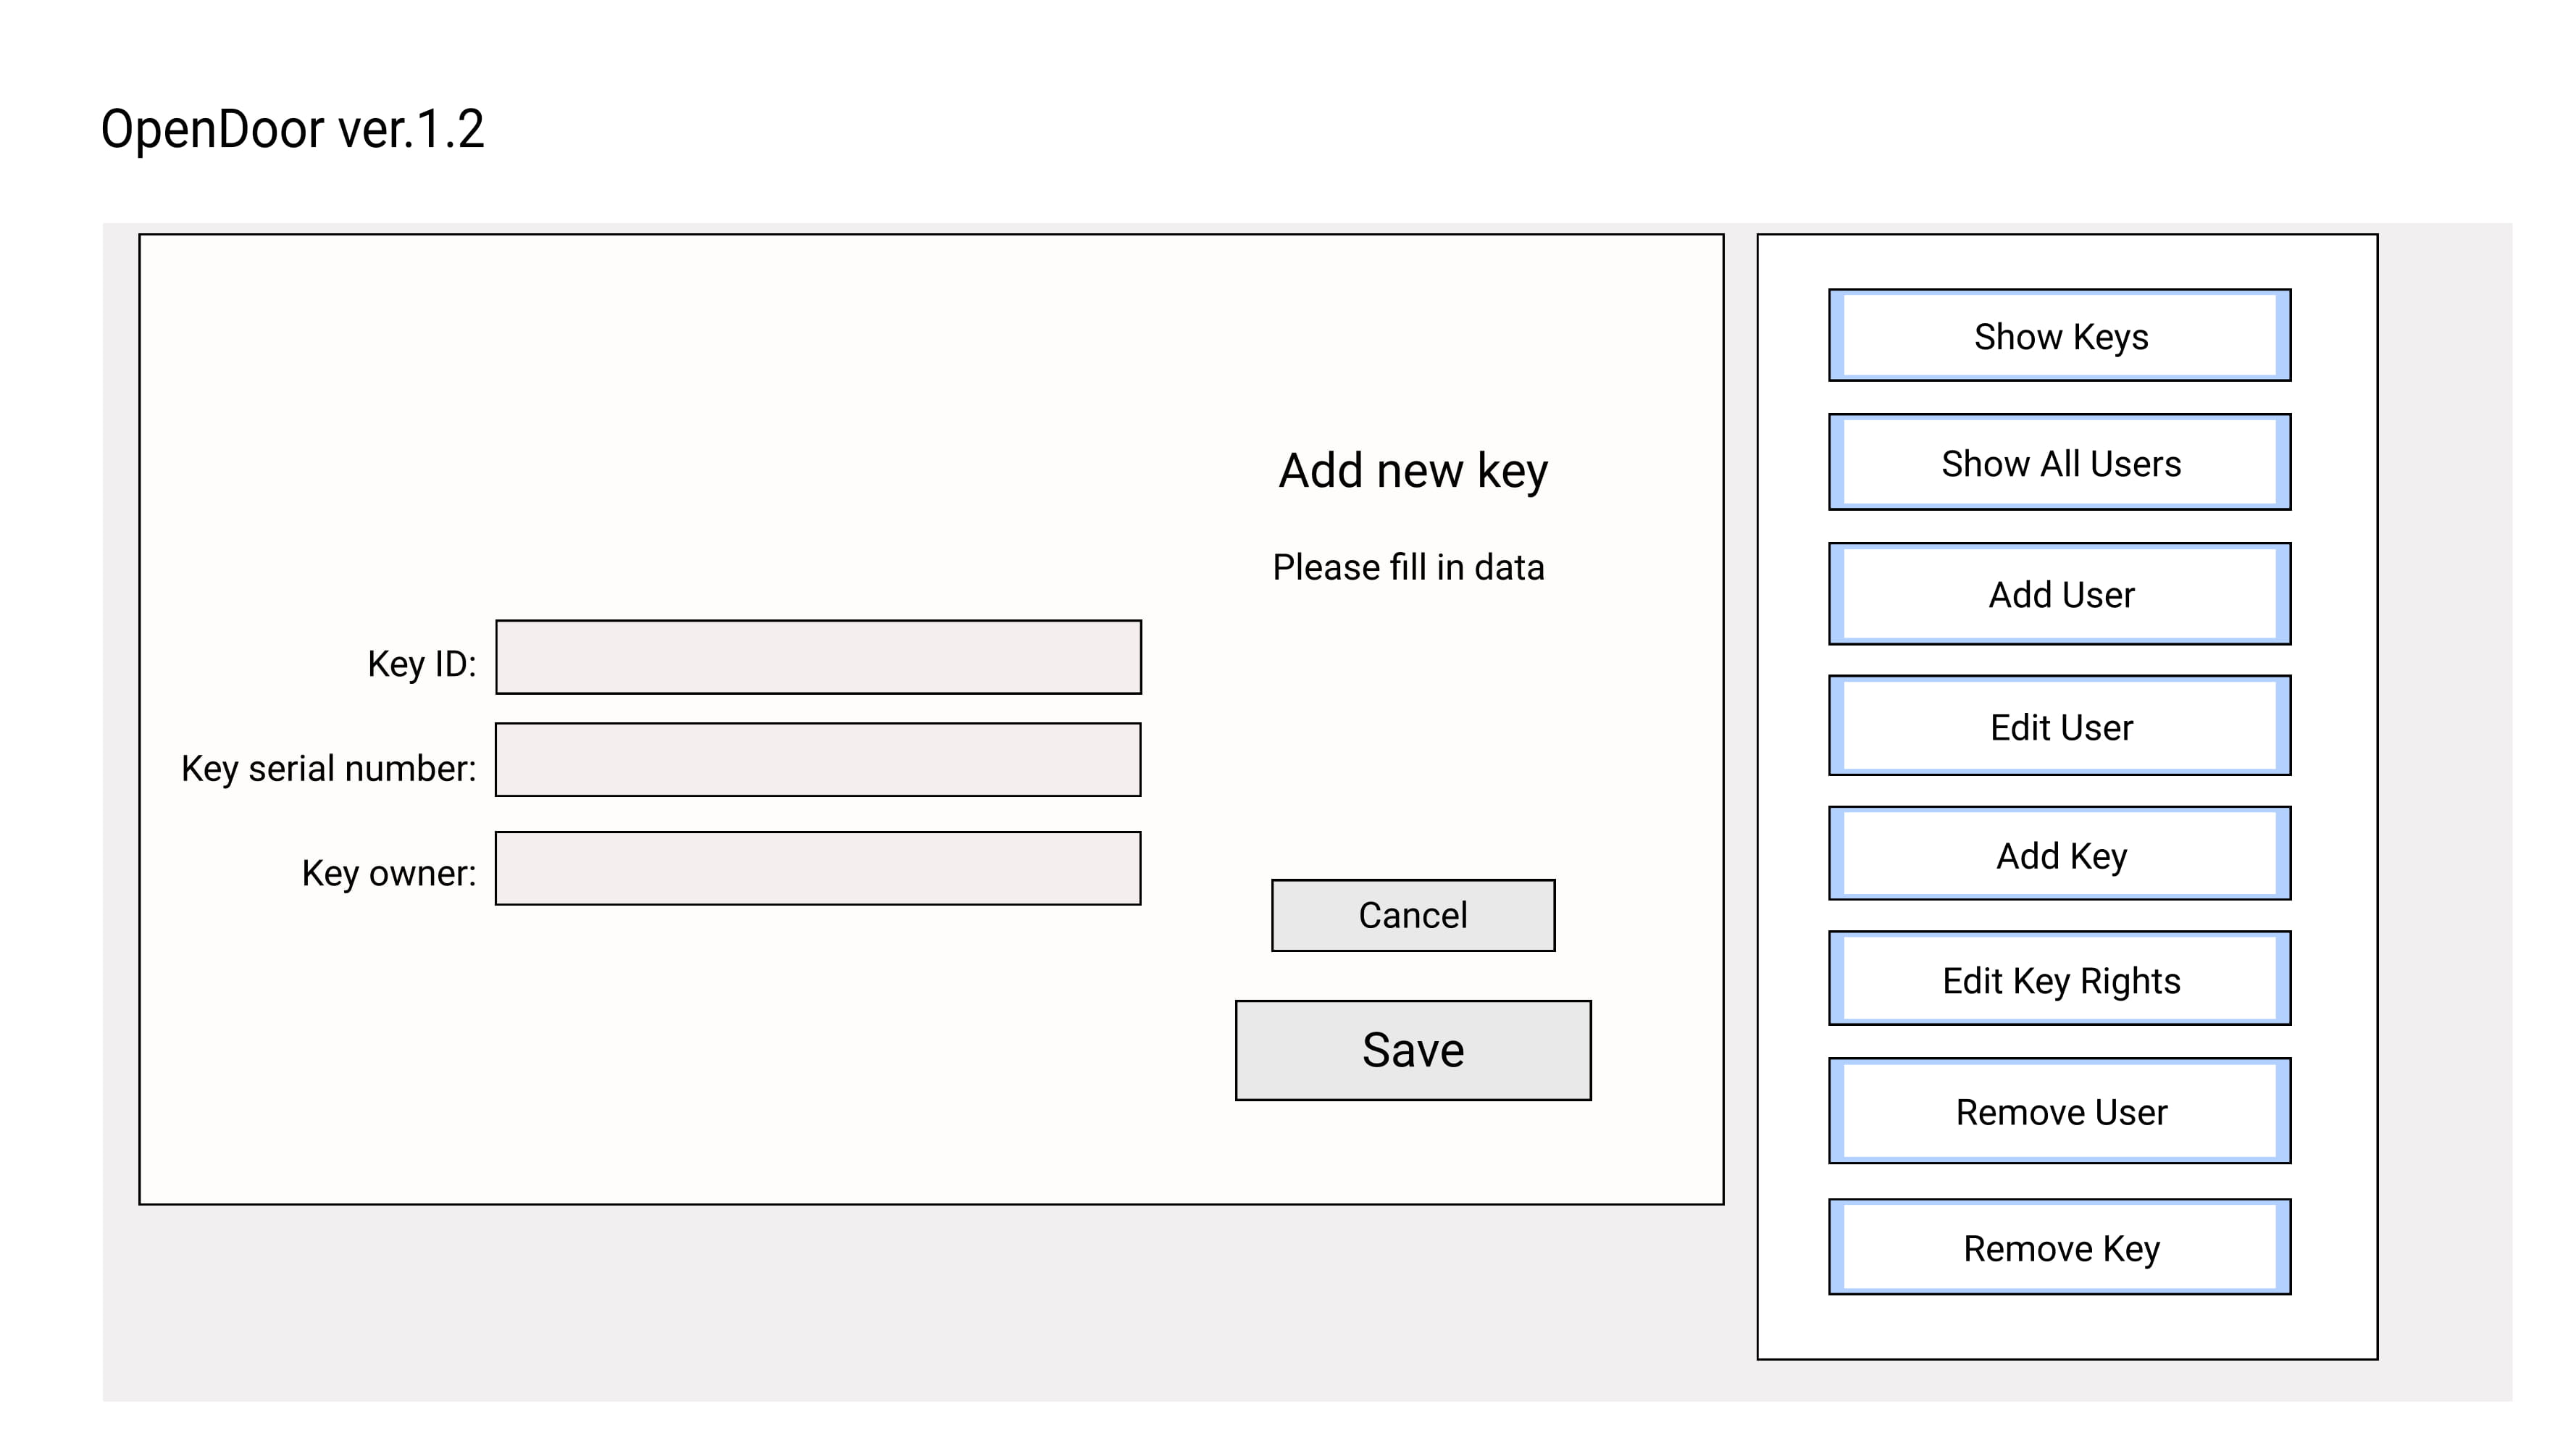 OpenDoor ver.1.2
Add new key
Please fill in data
Key ID:
Key serial number:
Key owner:
Cancel
Save
Show Keys
Show All Users
Add User
Edit User
Add Key
Edit Key Rights
Remove User
Remove Key